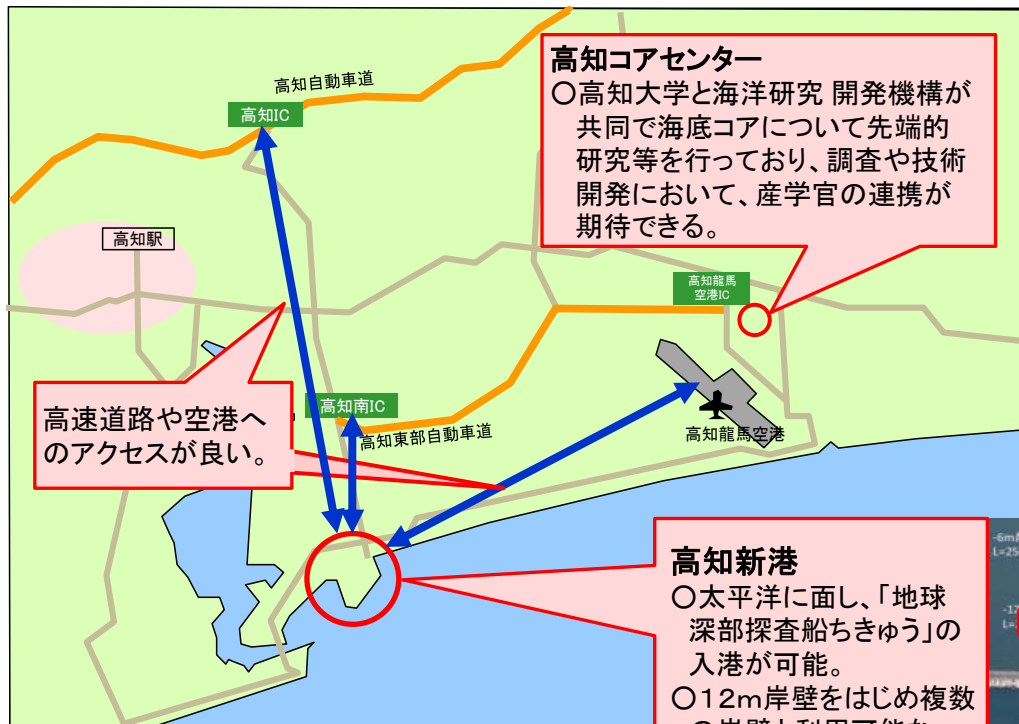 高知コアセンター
○高知大学と海洋研究 開発機構が
共同で海底コアについて先端的
研究等を行っており、調査や技術
開発において、産学官の連携が
期待できる。
高知自動車道
高知IC
高知駅
高知龍馬
空港IC
高速道路や空港へ
のアクセスが良い。
高知南IC
高知東部自動車道
高知龍馬空港
高知新港
○太平洋に面し、「地球
深部探査船ちきゅう」の
入港が可能。
○12m岸壁をはじめ複数
-6m